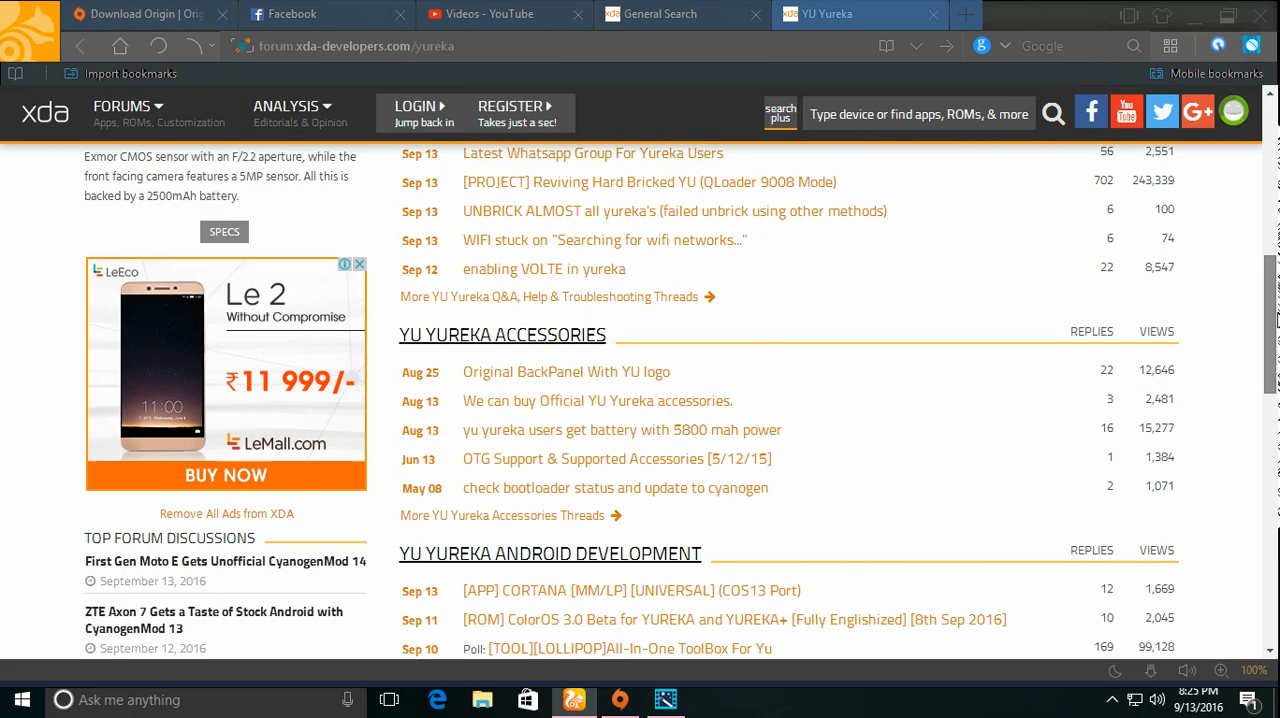 Download Origin | Orig
Facebook
Videos - YouTube
xda General Search
xda YU Yureka
forum.xda-developers.com/yureka
g Google
Import bookmarks
Mobile bookmarks
xda
FORUMS
Apps, ROMs, Customization
ANALYSIS
Editorials & Opinion
LOGIN
Jump back in
REGISTER
Takes just a sec!
search plus
Type device or find apps, ROMs, & more
f You Tube G+
Exmor CMOS sensor with an F/2.2 aperture, while the
front facing camera features a 5MP sensor. All this is
backed by a 2500mAh battery.
SPECS
LeEco
Le 2
Without Compromise
₹11 999/-
11:00
LeMall.com
BUY NOW
Remove All Ads from XDA
TOP FORUM DISCUSSIONS
First Gen Moto E Gets Unofficial CyanogenMod 14
September 13, 2016
ZTE Axon 7 Gets a Taste of Stock Android with
CyanogenMod 13
September 12, 2016
Sep 13 Latest Whatsapp Group For Yureka Users 56 2,551
Sep 13 [PROJECT] Reviving Hard Bricked YU (QLoader 9008 Mode) 702 243,339
Sep 13 UNBRICK ALMOST all yureka's (failed unbrick using other methods) 6 100
Sep 13 WIFI stuck on "Searching for wifi networks..." 6 74
Sep 12 enabling VOLTE in yureka 22 8,547
More YU Yureka Q&A, Help & Troubleshooting Threads
YU YUREKA ACCESSORIES REPLIES VIEWS
Aug 25 Original BackPanel With YU logo 22 12,646
Aug 13 We can buy Official YU Yureka accessories. 3 2,481
Aug 13 yu yureka users get battery with 5800 mah power 16 15,277
Jun 13 OTG Support & Supported Accessories [5/12/15] 1 1,384
May 08 check bootloader status and update to cyanogen 2 1,071
More YU Yureka Accessories Threads
YU YUREKA ANDROID DEVELOPMENT REPLIES VIEWS
Sep 13 [APP] CORTANA [MM/LP] [UNIVERSAL] (COS13 Port) 12 1,669
Sep 11 [ROM] ColorOS 3.0 Beta for YUREKA and YUREKA+ [Fully Englishized] [8th Sep 2016] 10 2,045
Sep 10 Poll: [TOOL][LOLLIPOP]All-In-One ToolBox For Yu 169 99,128
100%
Ask me anything
8:25 PM
9/13/2016
1